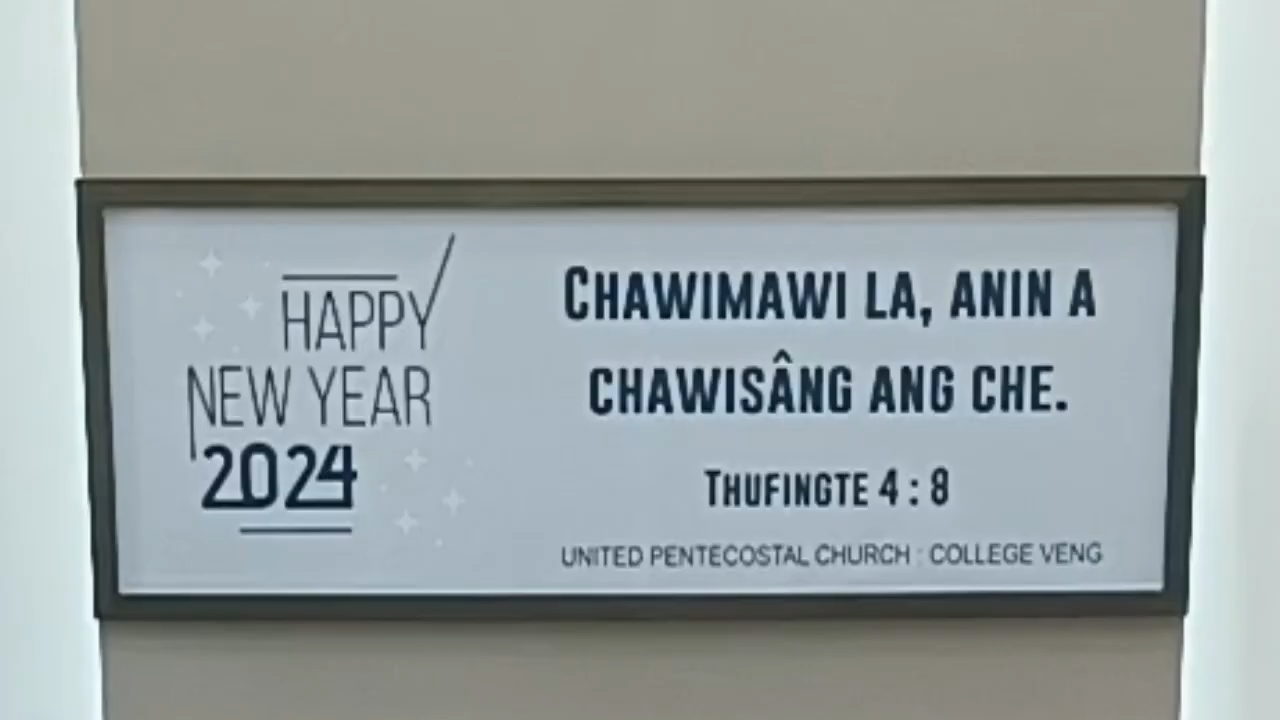 HAPPY
NEW YEAR
2024
CHAWIMAWI LA, ANIN A
CHAWISÂNG ANG CHE.
THUFINGTE 4 : 8
UNITED PENTECOSTAL CHURCH : COLLEGE VENG